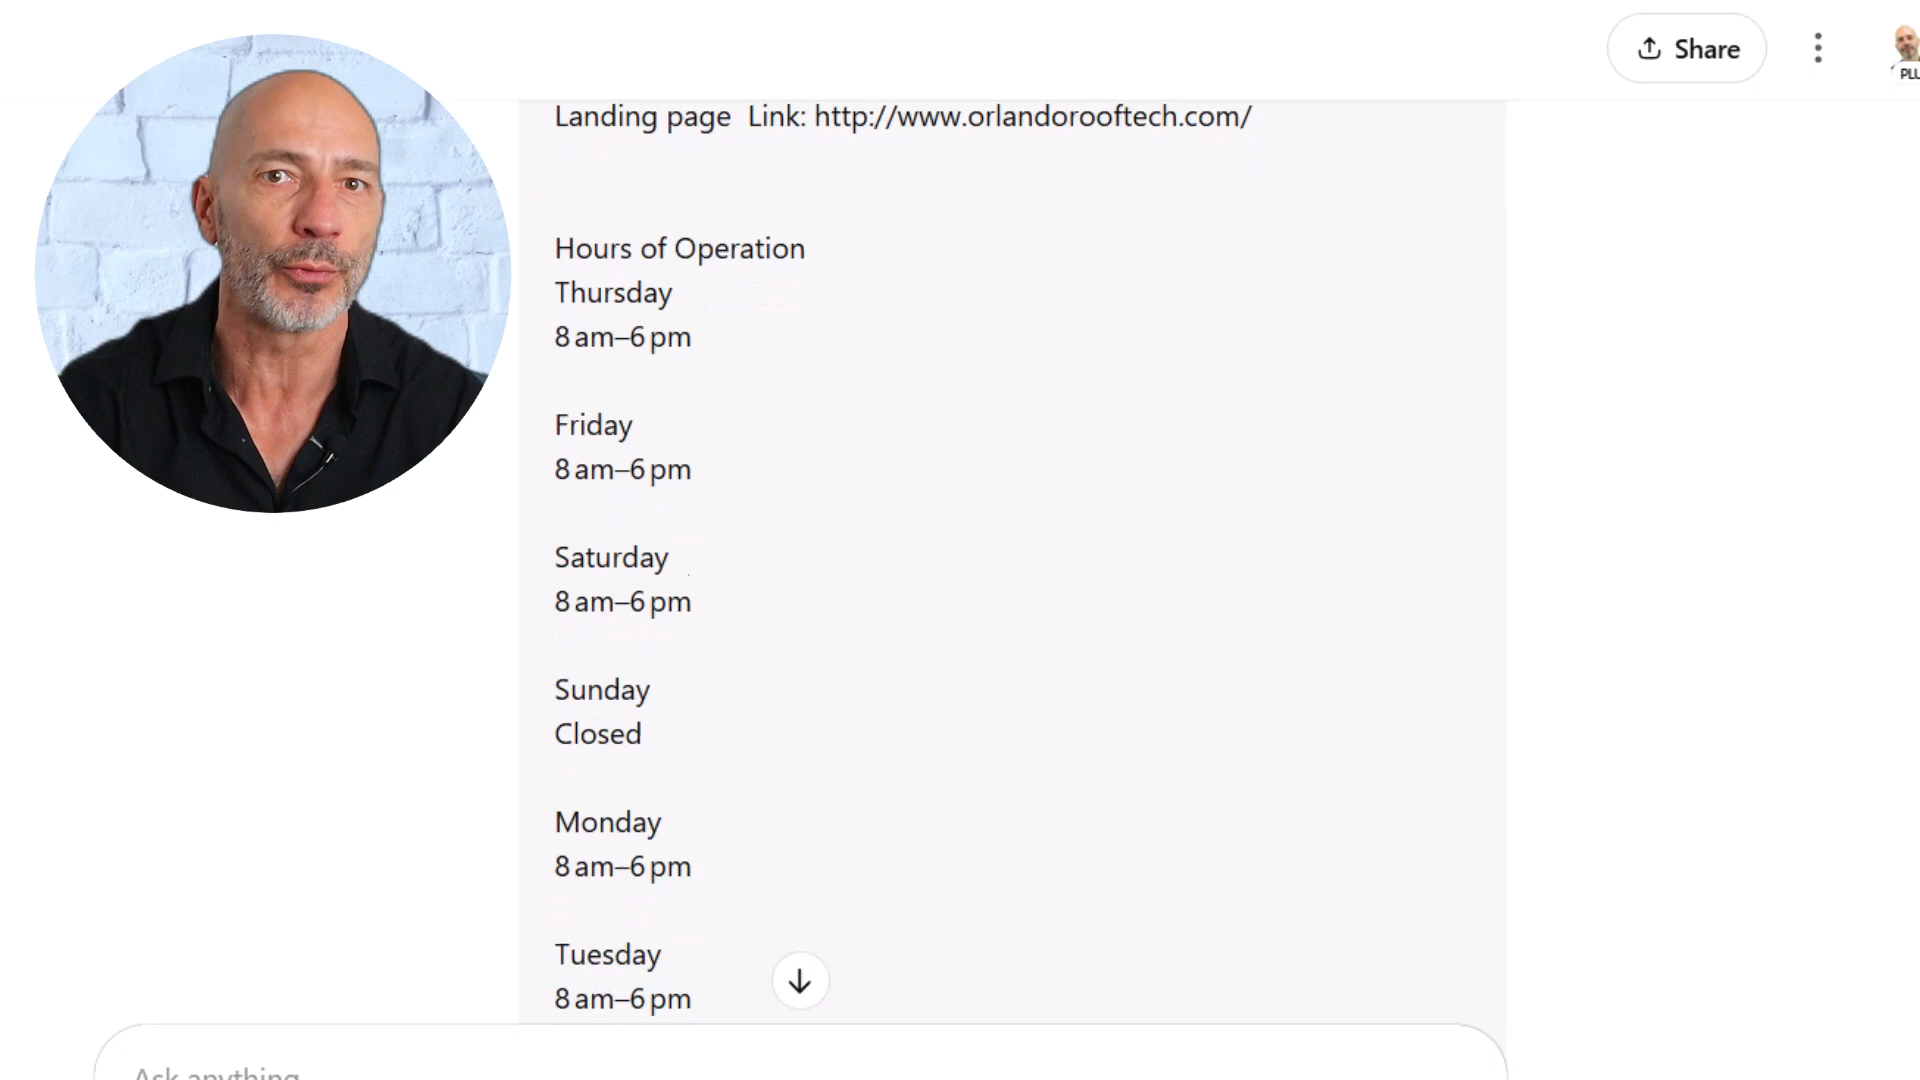 Share
PLU
Landing page  Link: http://www.orlandorooftech.com/
Hours of Operation
Thursday
8 am–6 pm
Friday
8 am–6 pm
Saturday
8 am–6 pm
Sunday
Closed
Monday
8 am–6 pm
Tuesday
8 am–6 pm
Ask anything